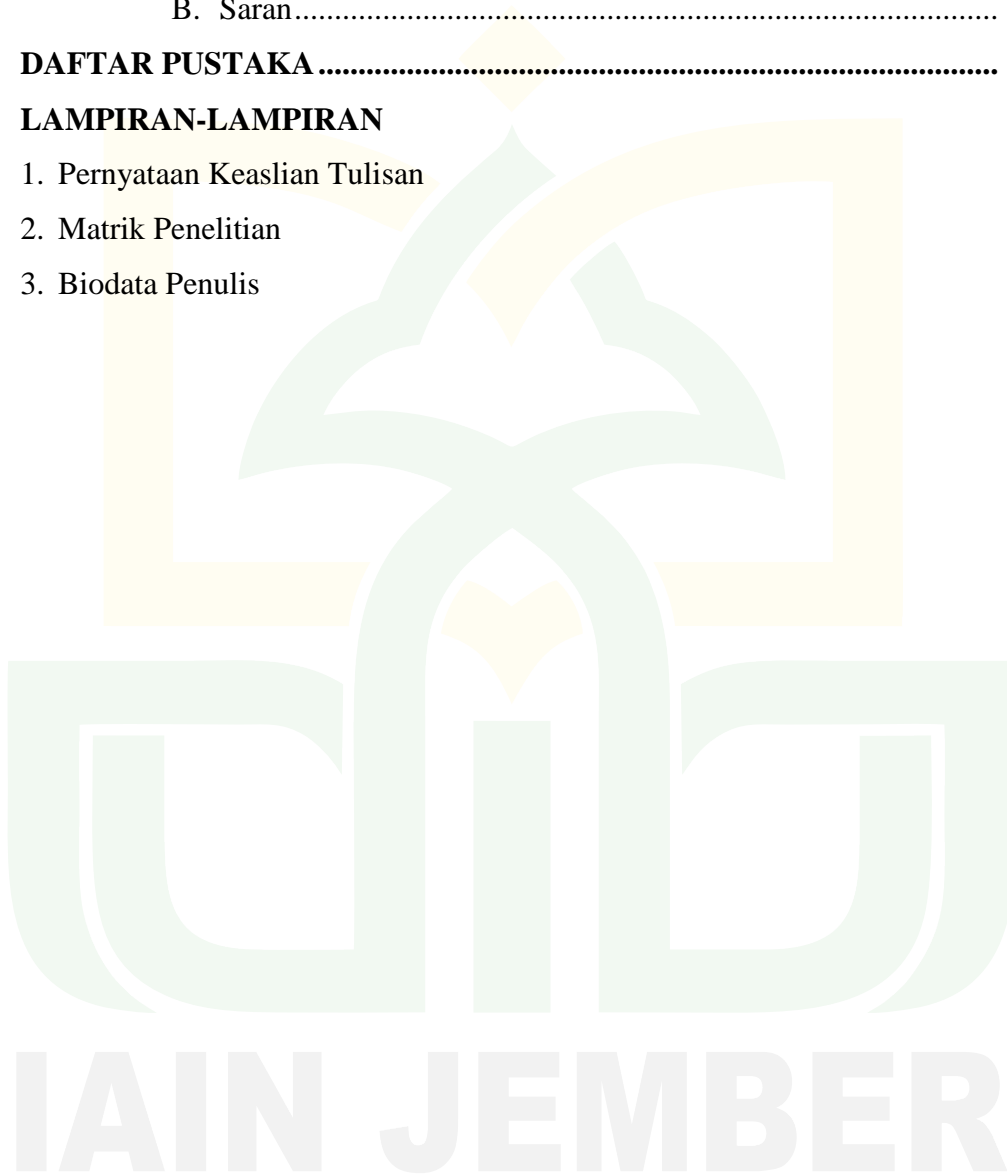 B. Saran..........................................................................................
DAFTAR PUSTAKA......................................................................................
LAMPIRAN-LAMPIRAN
1. Pernyataan Keaslian Tulisan
2. Matrik Penelitian
3. Biodata Penulis
IAIN JEMBER